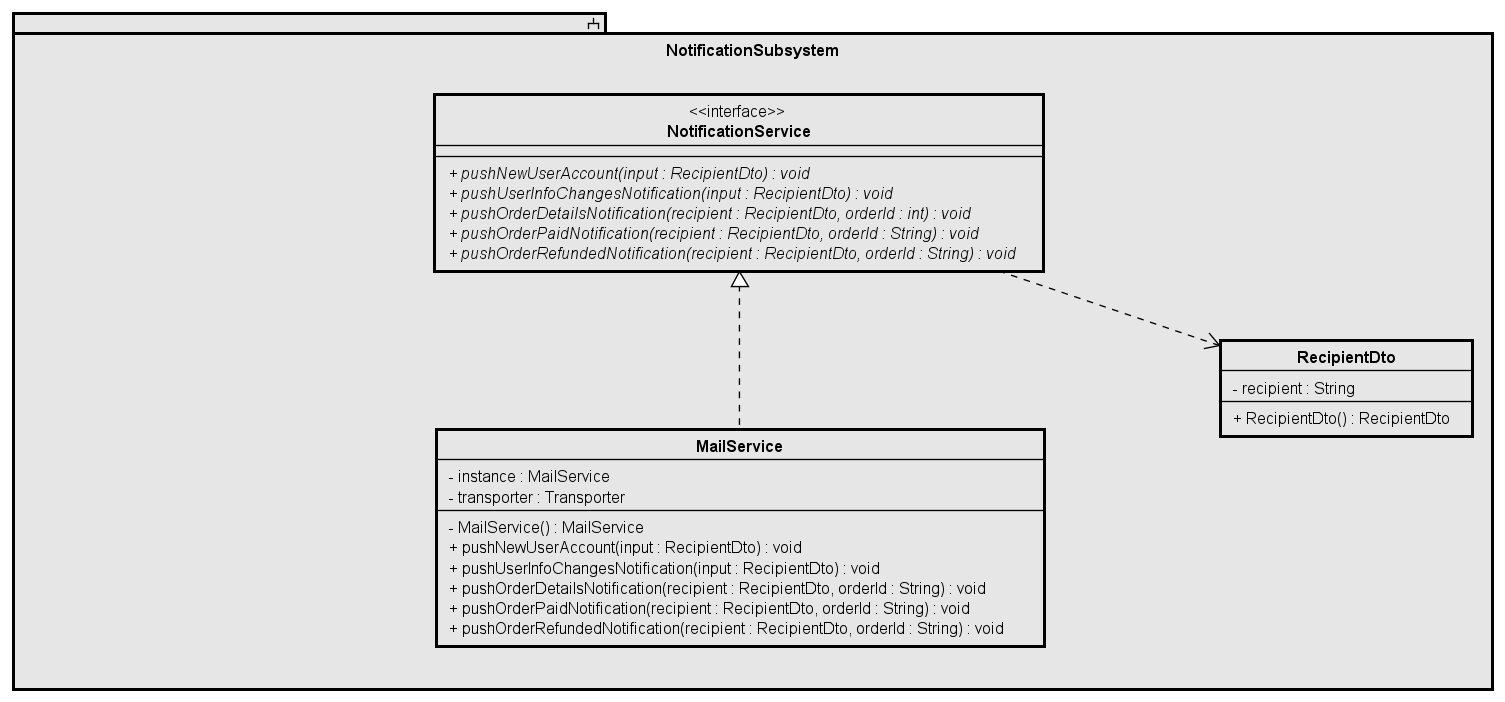 NotificationSubsystem
<<interface>>
NotificationService
+ pushNewUserAccount(input : RecipientDto) : void
+ pushUserInfoChangesNotification(input : RecipientDto) : void
+ pushOrderDetailsNotification(recipient : RecipientDto, orderId : int) : void
+ pushOrderPaidNotification(recipient : RecipientDto, orderId : String) : void
+ pushOrderRefundedNotification(recipient : RecipientDto, orderId : String) : void
RecipientDto
- recipient : String
+ RecipientDto() : RecipientDto
MailService
- instance : MailService
- transporter : Transporter
- MailService() : MailService
+ pushNewUserAccount(input : RecipientDto) : void
+ pushUserInfoChangesNotification(input : RecipientDto) : void
+ pushOrderDetailsNotification(recipient : RecipientDto, orderId : String) : void
+ pushOrderPaidNotification(recipient : RecipientDto, orderId : String) : void
+ pushOrderRefundedNotification(recipient : RecipientDto, orderId : String) : void